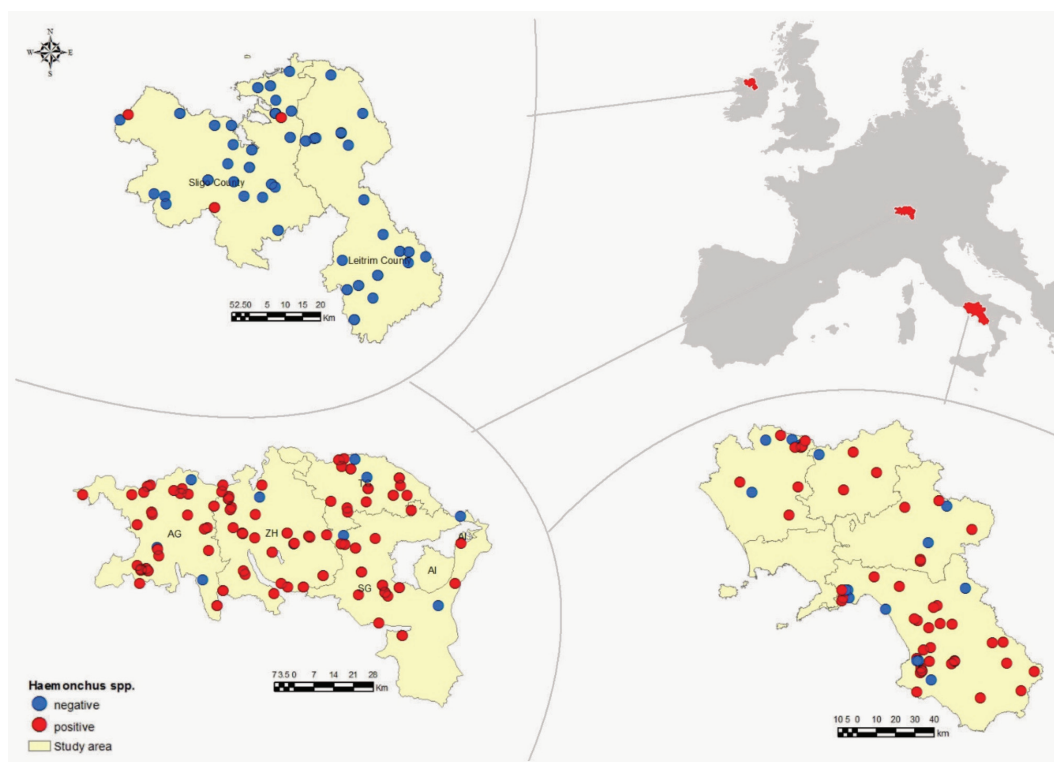 N
W E
S
Sligo County
Leitrim County
52.50 5 10 15 20
Km
AG
ZH
SG
AI
AI
7 3.5 0 7 14 21 28
Km
Haemonchus spp.
negative
positive
Study area
10 5 0 10 20 30 40
km